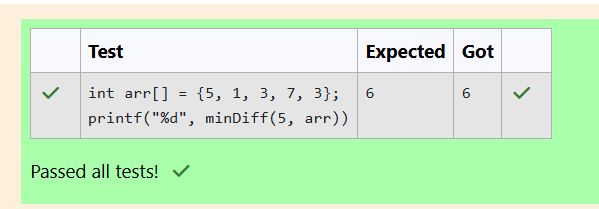 Test Expected Got
int arr[] = {5, 1, 3, 7, 3}; 6 6
printf("%d", minDiff(5, arr))
Passed all tests!